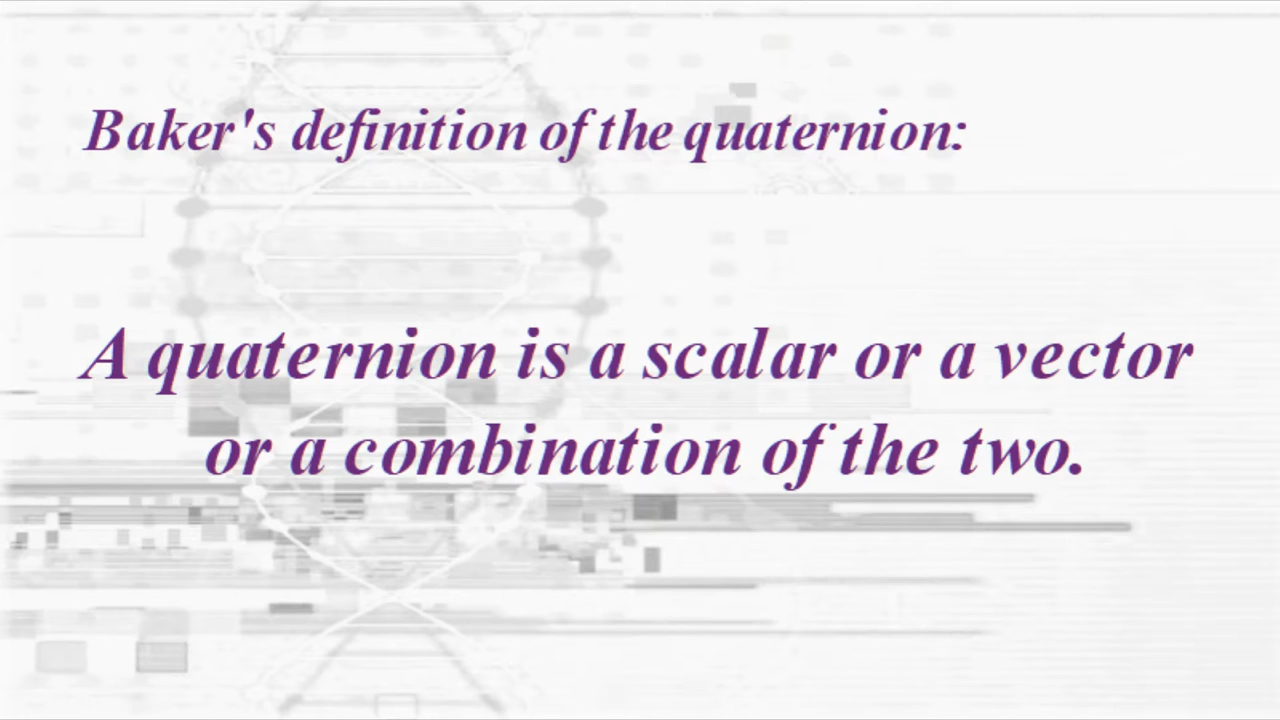 Baker's definition of the quaternion:
A quaternion is a scalar or a vector
or a combination of the two.